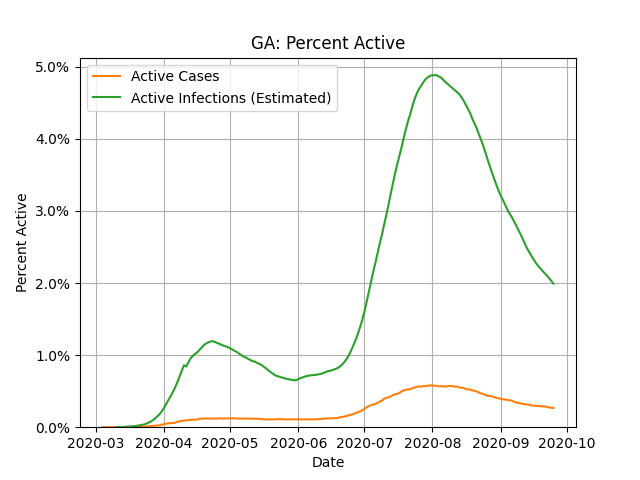 GA: Percent Active
Active Cases
Active Infections (Estimated)
Percent Active
5.0%
4.0%
3.0%
2.0%
1.0%
0.0%
2020-03 2020-04 2020-05 2020-06 2020-07 2020-08 2020-09 2020-10
Date